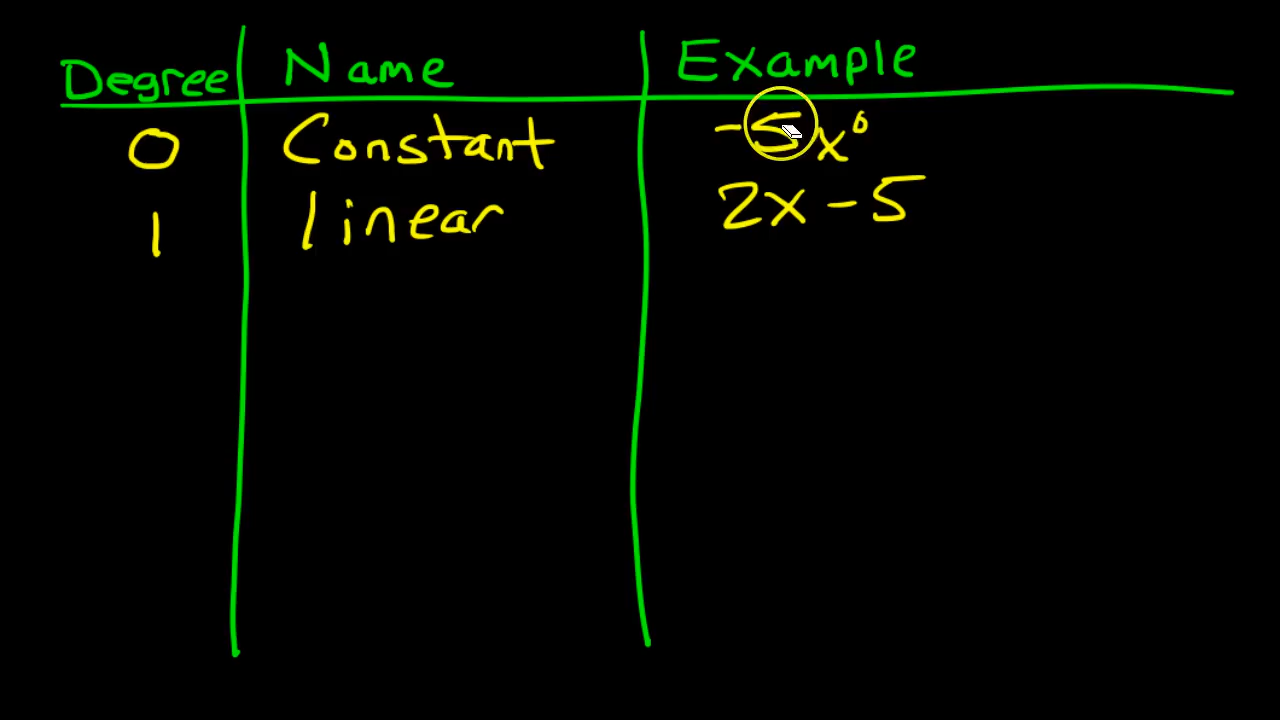 Degree Name Example
0 Constant -5x⁰
1 linear 2x - 5